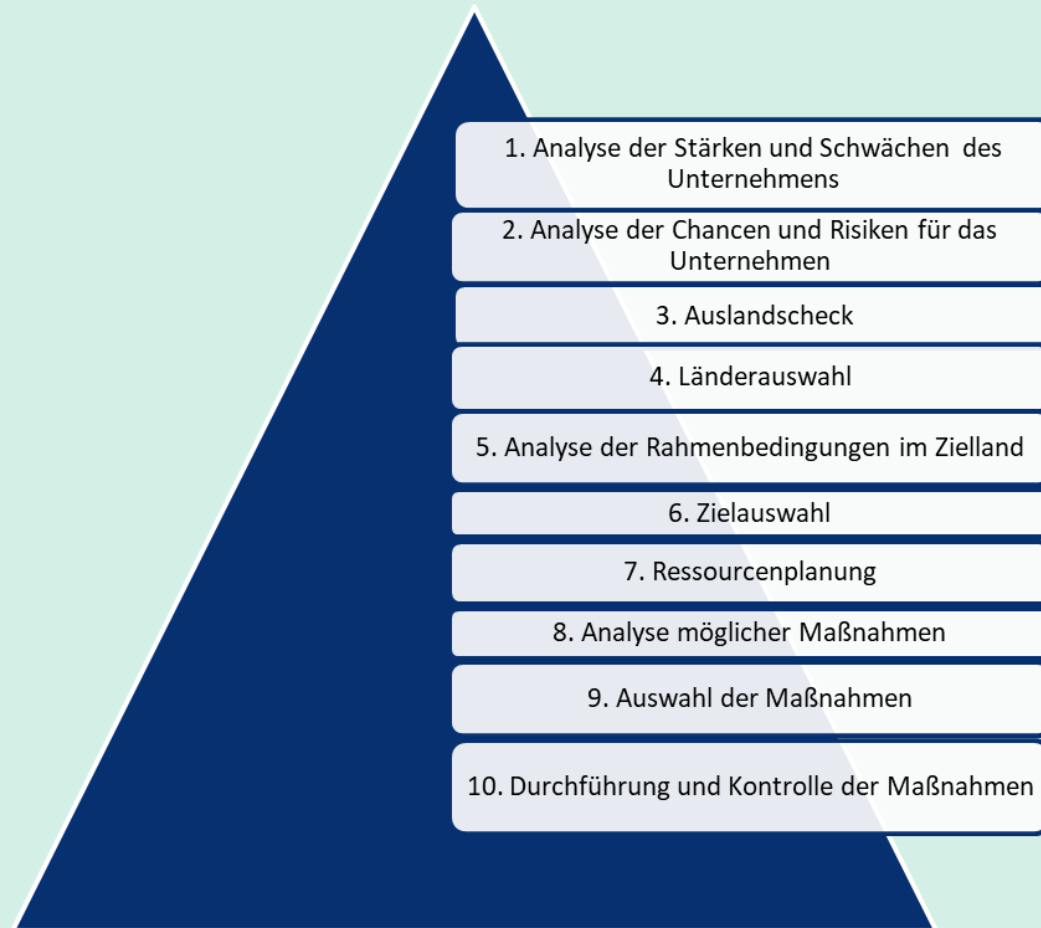 1. Analyse der Stärken und Schwächen des
Unternehmens
2. Analyse der Chancen und Risiken für das
Unternehmen
3. Auslandscheck
4. Länderauswahl
5. Analyse der Rahmenbedingungen im Zielland
6. Zielauswahl
7. Ressourcenplanung
8. Analyse möglicher Maßnahmen
9. Auswahl der Maßnahmen
10. Durchführung und Kontrolle der Maßnahmen